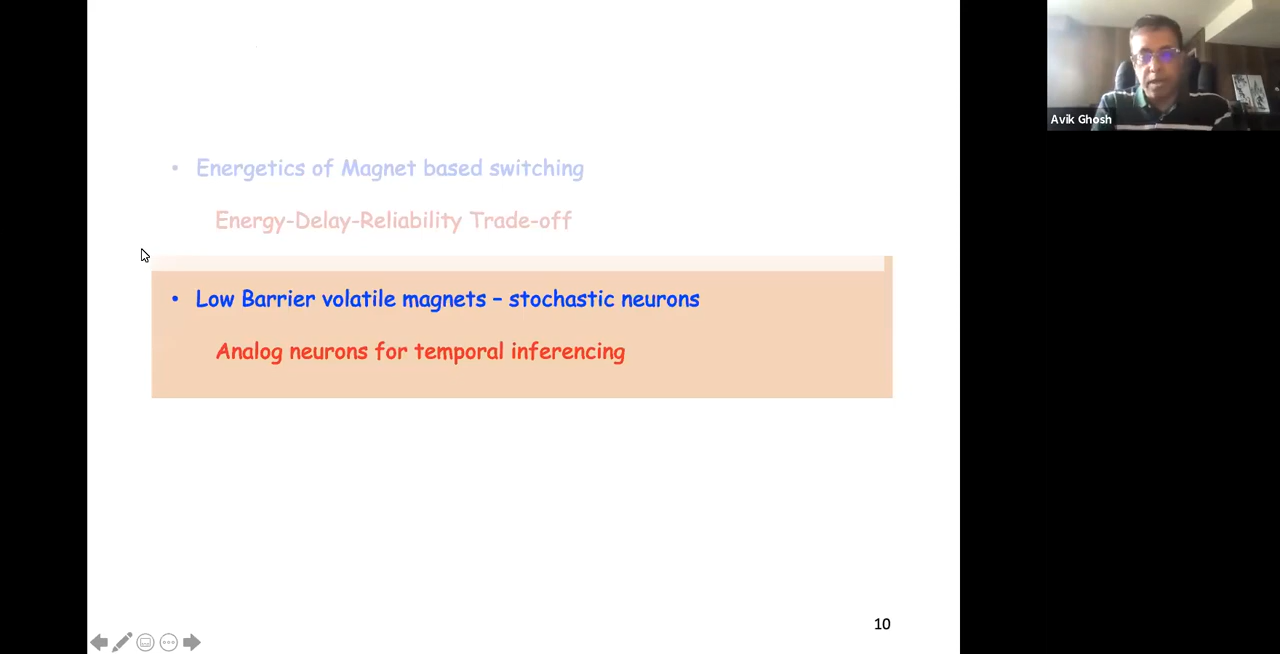 Avik Ghosh
• Energetics of Magnet based switching
Energy-Delay-Reliability Trade-off
• Low Barrier volatile magnets – stochastic neurons
Analog neurons for temporal inferencing
10